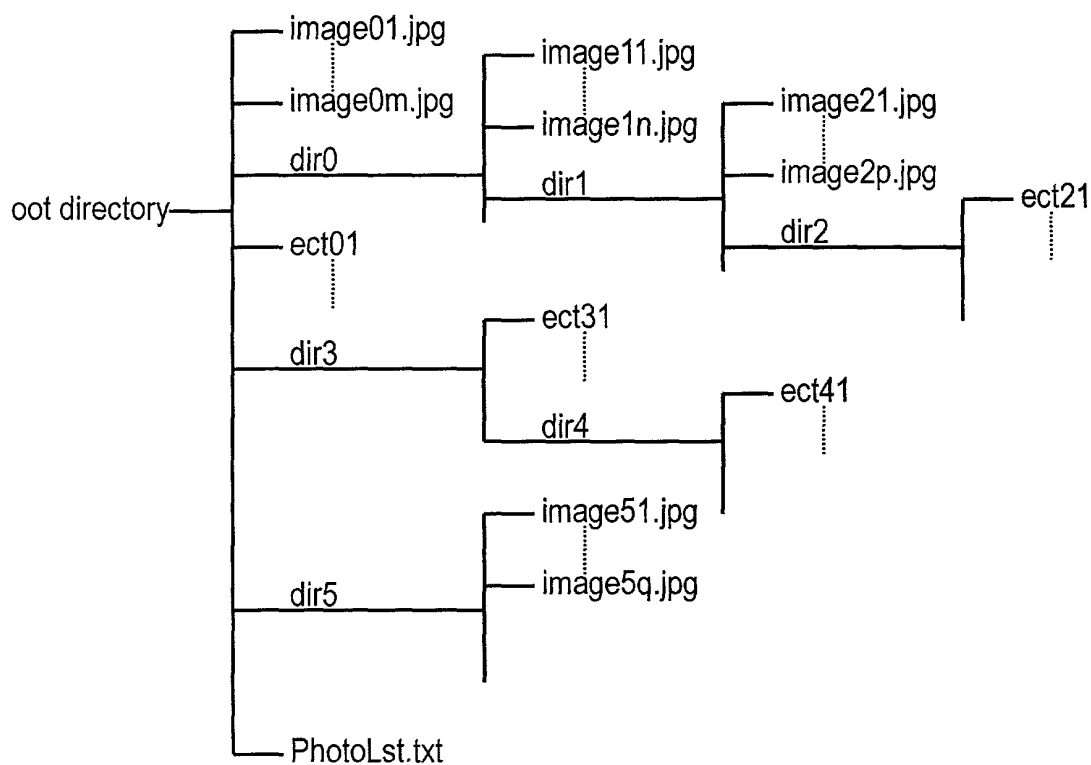 image01.jpg
image0m.jpg
dir0
image11.jpg
image1n.jpg
dir1
image21.jpg
image2p.jpg
dir2
ect21
oot directory
ect01
dir3
ect31
dir4
ect41
dir5
image51.jpg
image5q.jpg
PhotoLst.txt